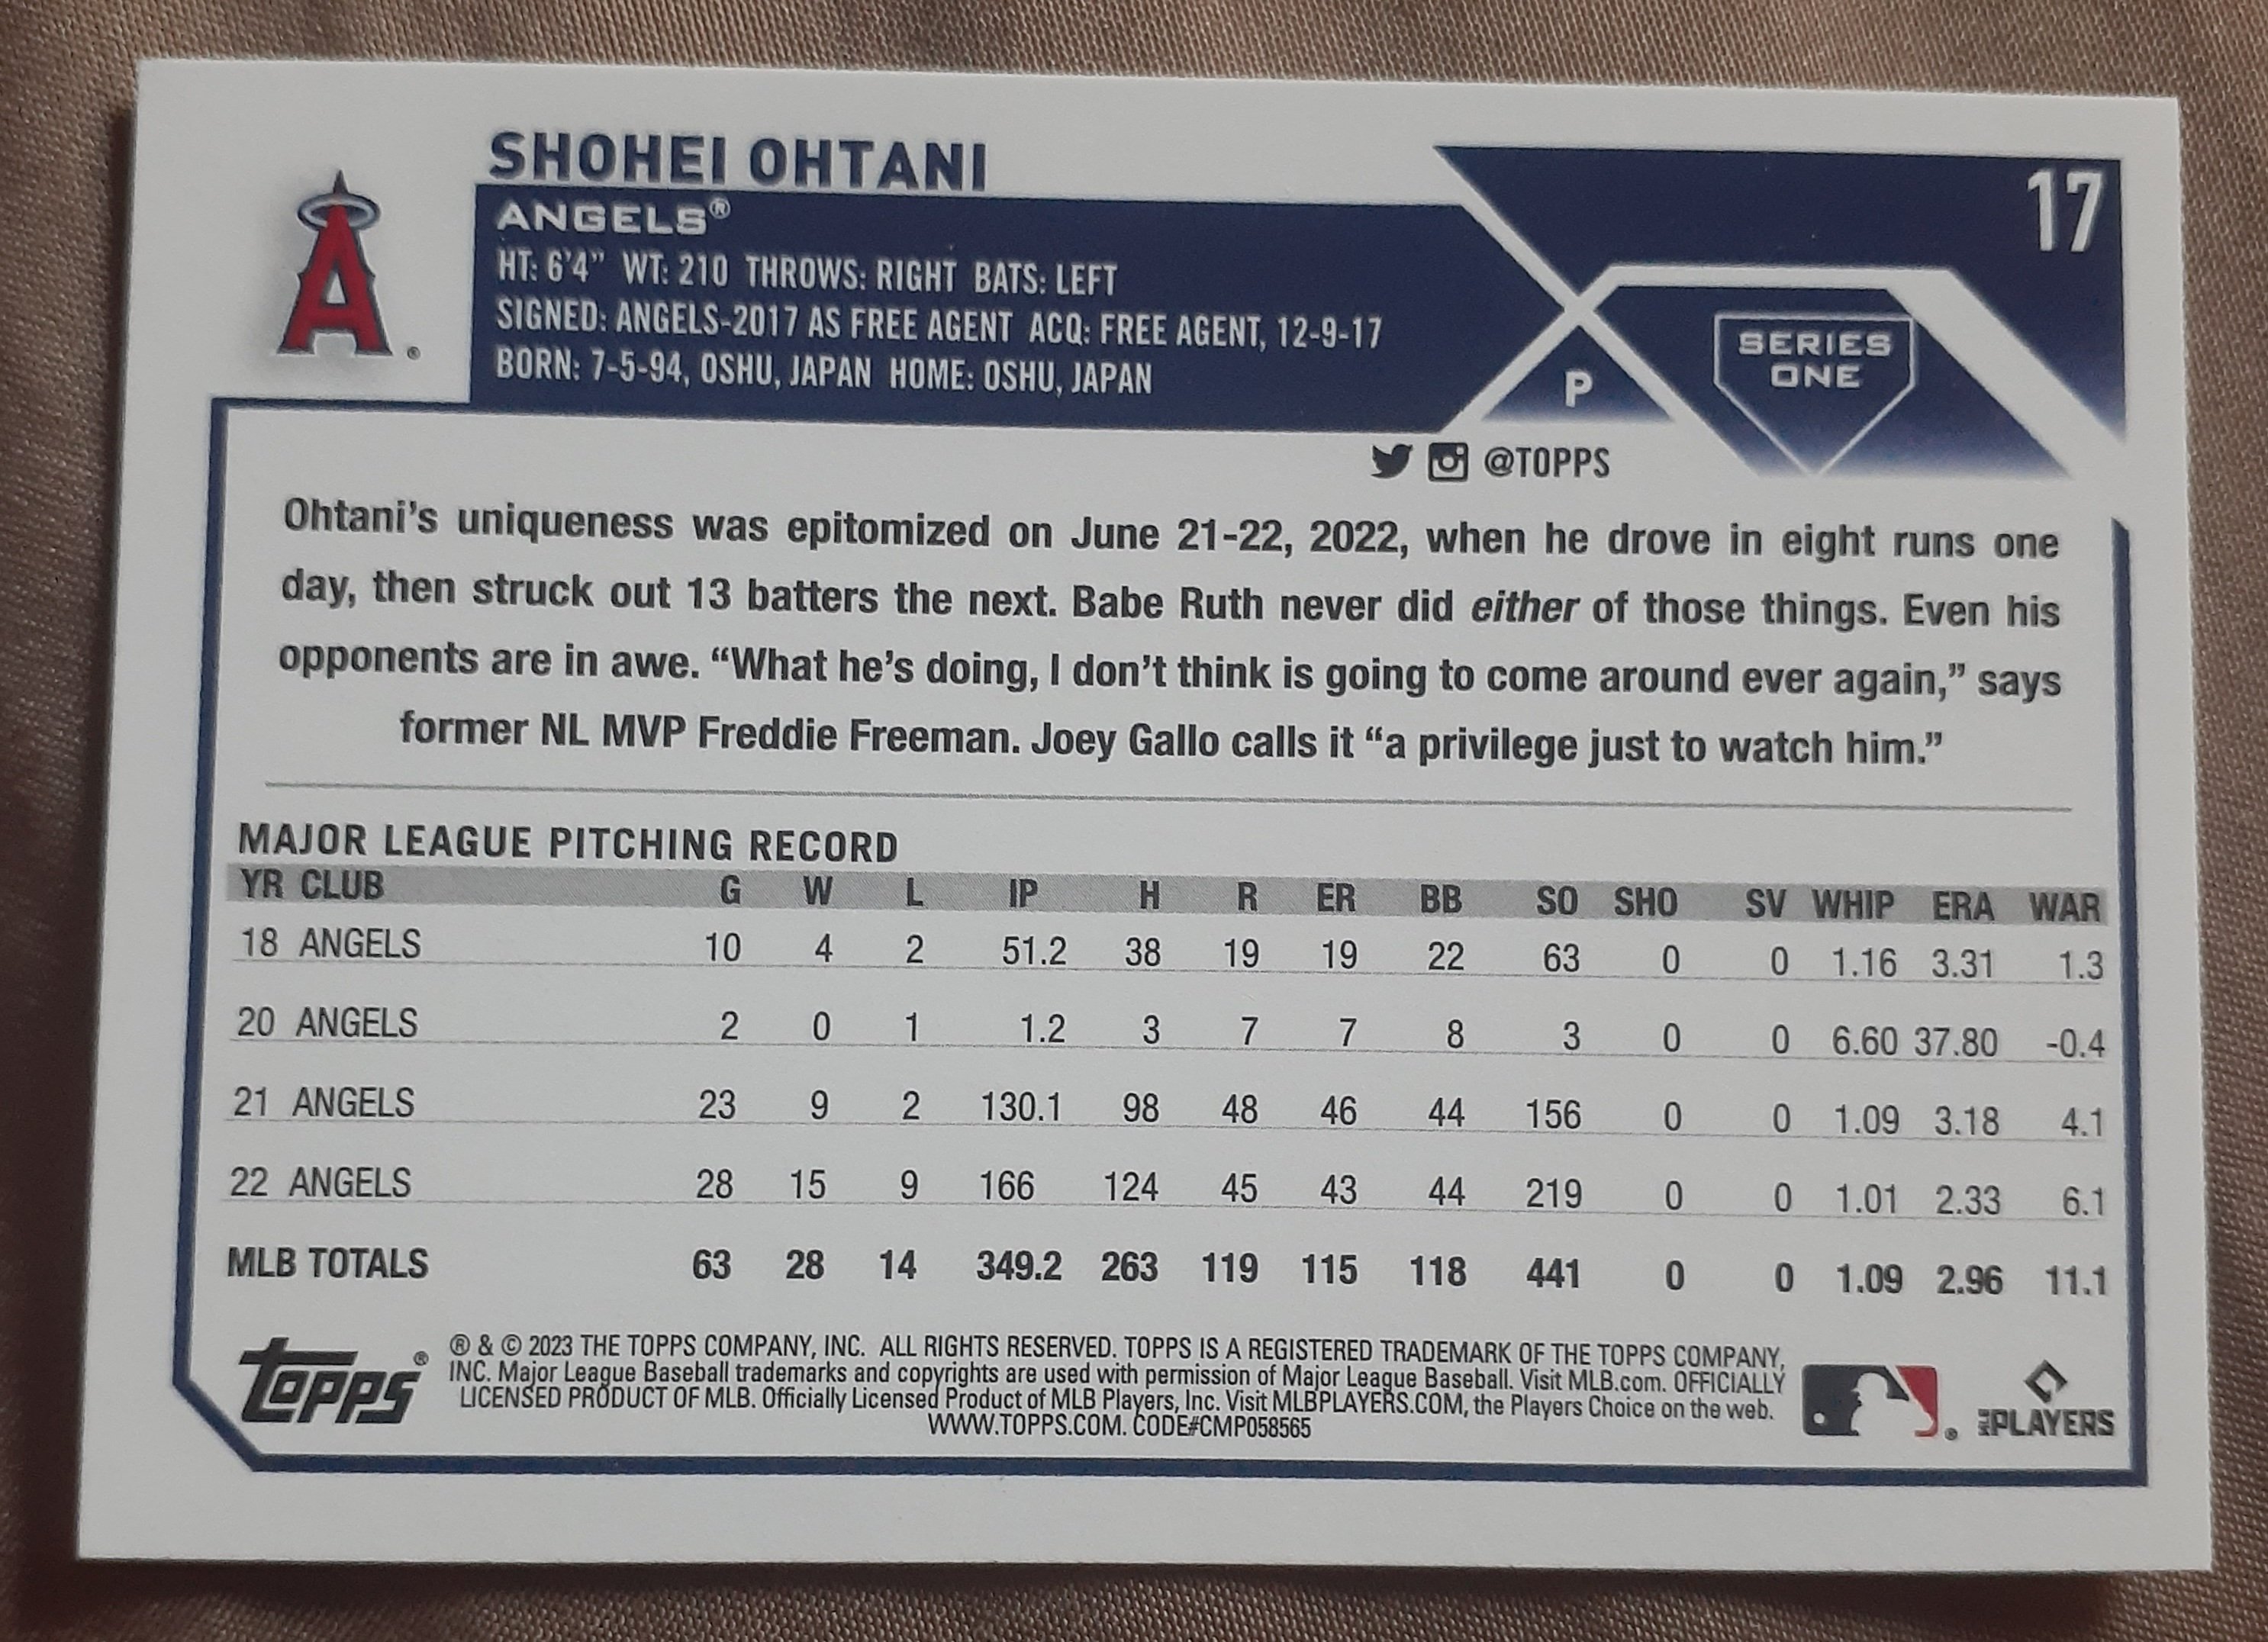 SHOHEI OHTANI
17
ANGELS®
HT: 6'4" WT: 210 THROWS: RIGHT BATS: LEFT
SIGNED: ANGELS-2017 AS FREE AGENT ACQ: FREE AGENT, 12-9-17
BORN: 7-5-94, OSHU, JAPAN HOME: OSHU, JAPAN
A®
P
SERIES
ONE
@TOPPS
Ohtani's uniqueness was epitomized on June 21-22, 2022, when he drove in eight runs one
day, then struck out 13 batters the next. Babe Ruth never did either of those things. Even his
opponents are in awe. “What he's doing, I don't think is going to come around ever again,” says
former NL MVP Freddie Freeman. Joey Gallo calls it “a privilege just to watch him.”
MAJOR LEAGUE PITCHING RECORD
YR CLUB G W L IP H R ER BB SO SHO SV WHIP ERA WAR
18 ANGELS 10 4 2 51.2 38 19 19 22 63 0 0 1.16 3.31 1.3
20 ANGELS 2 0 1 1.2 3 7 7 8 3 0 0 6.60 37.80 -0.4
21 ANGELS 23 9 2 130.1 98 48 46 44 156 0 0 1.09 3.18 4.1
22 ANGELS 28 15 9 166 124 45 43 44 219 0 0 1.01 2.33 6.1
MLB TOTALS 63 28 14 349.2 263 119 115 118 441 0 0 1.09 2.96 11.1
TOPPS®
® & © 2023 THE TOPPS COMPANY, INC. ALL RIGHTS RESERVED. TOPPS IS A REGISTERED TRADEMARK OF THE TOPPS COMPANY,
INC. Major League Baseball trademarks and copyrights are used with permission of Major League Baseball. Visit MLB.com. OFFICIALLY
LICENSED PRODUCT OF MLB. Officially Licensed Product of MLB Players, Inc. Visit MLBPLAYERS.COM, the Players Choice on the web.
WWW.TOPPS.COM. CODE#CMP058565
®
MLB PLAYERS